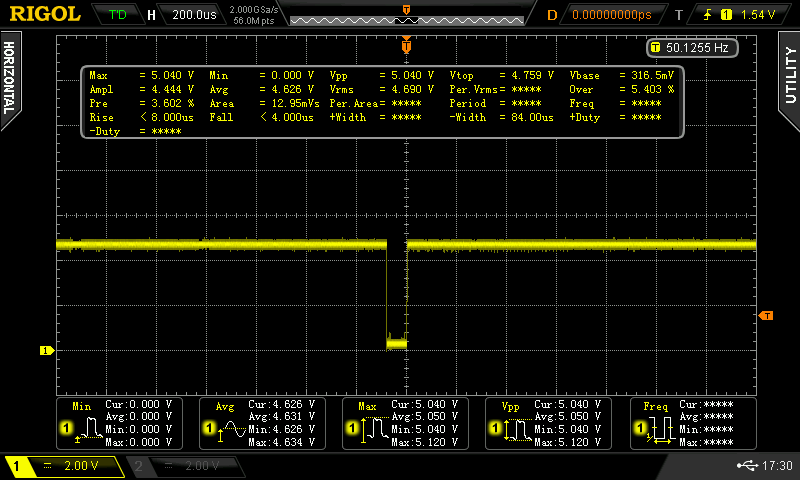 RIGOL T'D H 200.0us 2.000GSa/s 56.0M pts T D 0.00000000ps T 1 1.54 V
HORIZONTAL
UTILITY
T
T 50.1255 Hz
Max = 5.040 V Min = 0.000 V Vpp = 5.040 V Vtop = 4.759 V Vbase = 316.5mV
Ampl = 4.444 V Avg = 4.626 V Vrms = 4.690 V Per.Vrms= ***** Over = 5.403 %
Pre = 3.602 % Area = 12.95mVs Per.Area= ***** Period = ***** Freq = *****
Rise < 8.000us Fall < 4.000us +Width = ***** -Width = 84.00us +Duty = *****
-Duty = *****
T
1
Min Cur:0.000 V
Avg:0.000 V
1 Min:0.000 V
Max:0.000 V
Avg Cur:4.626 V
Avg:4.631 V
1 Min:4.626 V
Max:4.634 V
Max Cur:5.040 V
Avg:5.050 V
1 Min:5.040 V
Max:5.120 V
Vpp Cur:5.040 V
Avg:5.050 V
1 Min:5.040 V
Max:5.120 V
Freq Cur:*****
Avg:*****
1 Min:*****
Max:*****
1 2.00 V 2 2.00 V 17:30